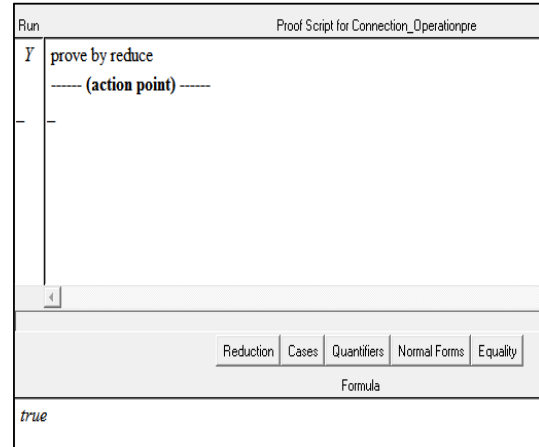 Run Proof Script for Connection_Operationpre
Y prove by reduce
------ (action point) ------
Reduction Cases Quantifiers Normal Forms Equality
Formula
true